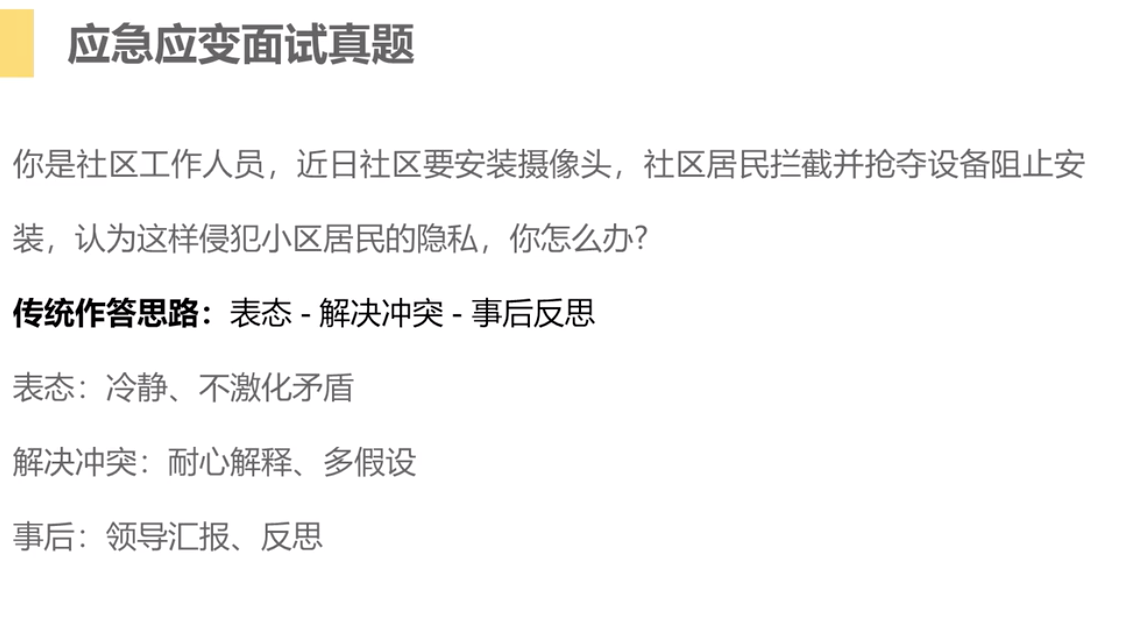 应急应变面试真题
你是社区工作人员，近日社区要安装摄像头，社区居民拦截并抢夺设备阻止安
装，认为这样侵犯小区居民的隐私，你怎么办?
传统作答思路：表态 - 解决冲突 - 事后反思
表态：冷静、不激化矛盾
解决冲突：耐心解释、多假设
事后：领导汇报、反思